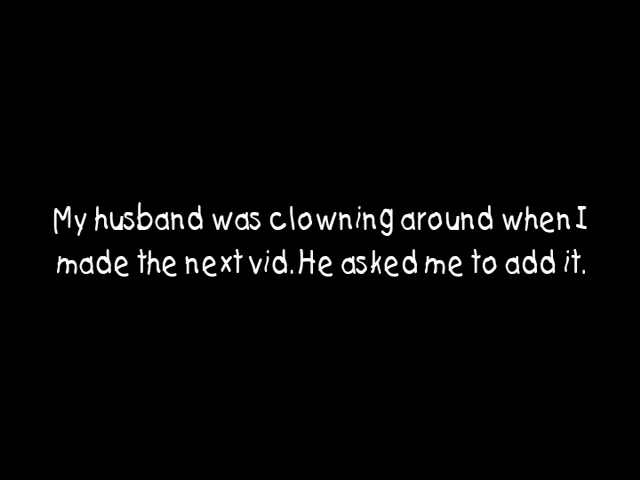 My husband was clowning around when I
made the next vid.He asked me to add it.